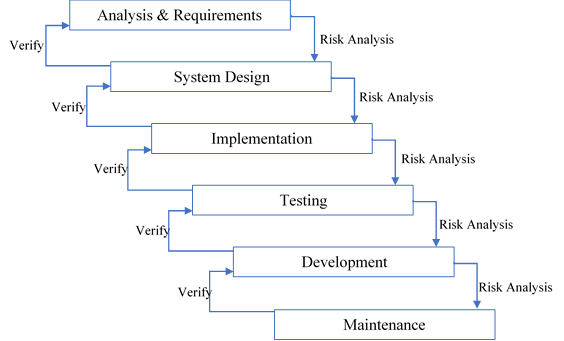 Analysis & Requirements
Risk Analysis
Verify
System Design
Risk Analysis
Verify
Implementation
Risk Analysis
Verify
Testing
Risk Analysis
Verify
Development
Risk Analysis
Verify
Maintenance